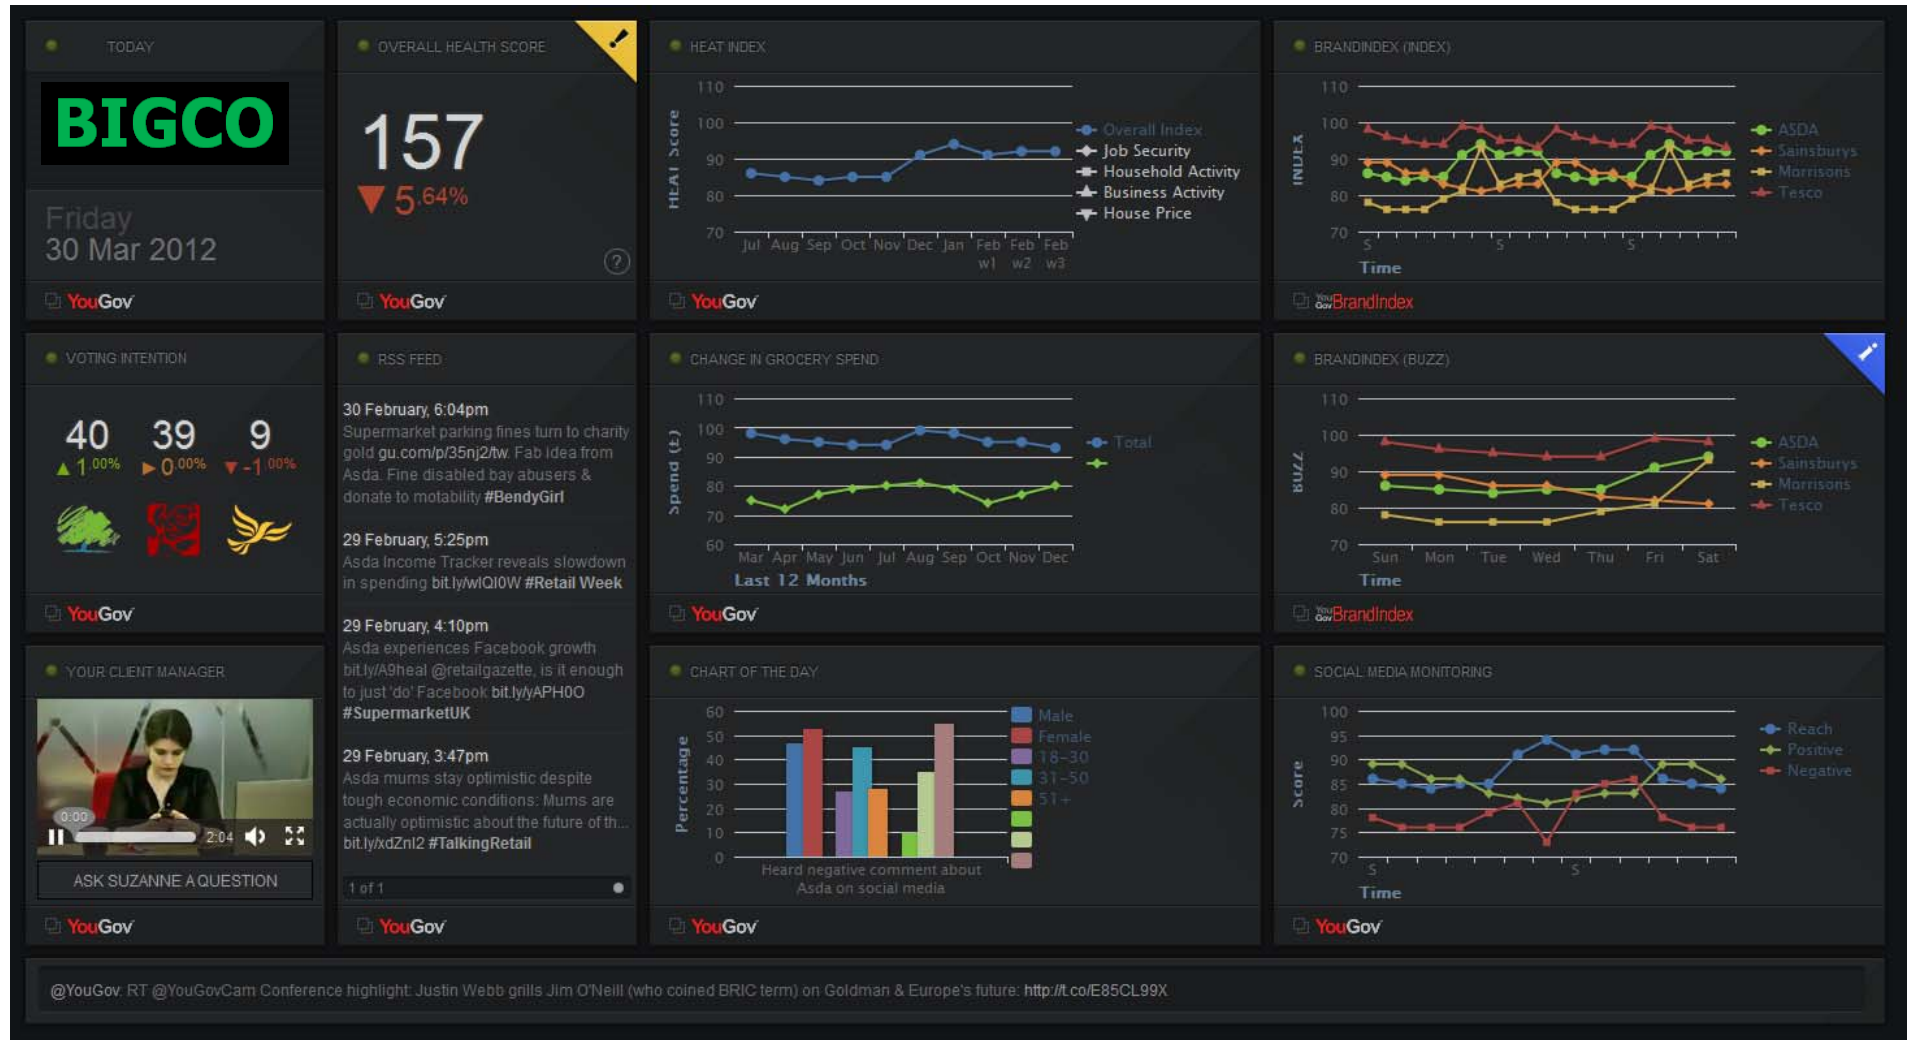 TODAY
BIGCO
Friday
30 Mar 2012
YouGov
OVERALL HEALTH SCORE
!
157
▼ 5.64%
?
YouGov
HEAT INDEX
HEAT Score
110
100
90
80
70
Jul Aug Sep Oct Nov Dec Jan Feb Feb Feb
w1 w2 w3
Overall Index
Job Security
Household Activity
Business Activity
House Price
YouGov
BRANDINDEX (INDEX)
INDEX
110
100
90
80
70
S S S
Time
ASDA
Sainsburys
Morrisons
Tesco
YouGov BrandIndex
VOTING INTENTION
40 39 9
▲ 1.00% ▶ 0.00% ▼ -1.00%
YouGov
RSS FEED
30 February, 6:04pm
Supermarket parking fines turn to charity
gold gu.com/p/35nj2/tw. Fab idea from
Asda. Fine disabled bay abusers &
donate to motability #BendyGirl
29 February, 5:25pm
Asda Income Tracker reveals slowdown
in spending bit.ly/wIQI0W #Retail Week
29 February, 4:10pm
Asda experiences Facebook growth
bit.ly/A9heal @retailgazette, is it enough
to just 'do' Facebook bit.ly/yAPH0O
#SupermarketUK
29 February, 3:47pm
Asda mums stay optimistic despite
tough economic conditions: Mums are
actually optimistic about the future of th...
bit.ly/xdZnI2 #TalkingRetail
1 of 1
YouGov
CHANGE IN GROCERY SPEND
Spend (£)
110
100
90
80
70
60
Mar Apr May Jun Jul Aug Sep Oct Nov Dec
Last 12 Months
Total
YouGov
BRANDINDEX (BUZZ)
i
BUZZ
110
100
90
80
70
Sun Mon Tue Wed Thu Fri Sat
Time
ASDA
Sainsburys
Morrisons
Tesco
YouGov BrandIndex
YOUR CLIENT MANAGER
0:00
2:04
ASK SUZANNE A QUESTION
YouGov
CHART OF THE DAY
Percentage
60
50
40
30
20
10
0
Heard negative comment about
Asda on social media
Male
Female
18-30
31-50
51+
YouGov
SOCIAL MEDIA MONITORING
Score
100
95
90
85
80
75
70
S S
Time
Reach
Positive
Negative
YouGov
@YouGov: RT @YouGovCam Conference highlight: Justin Webb grills Jim O'Neill (who coined BRIC term) on Goldman & Europe's future: http://t.co/E85CL99X